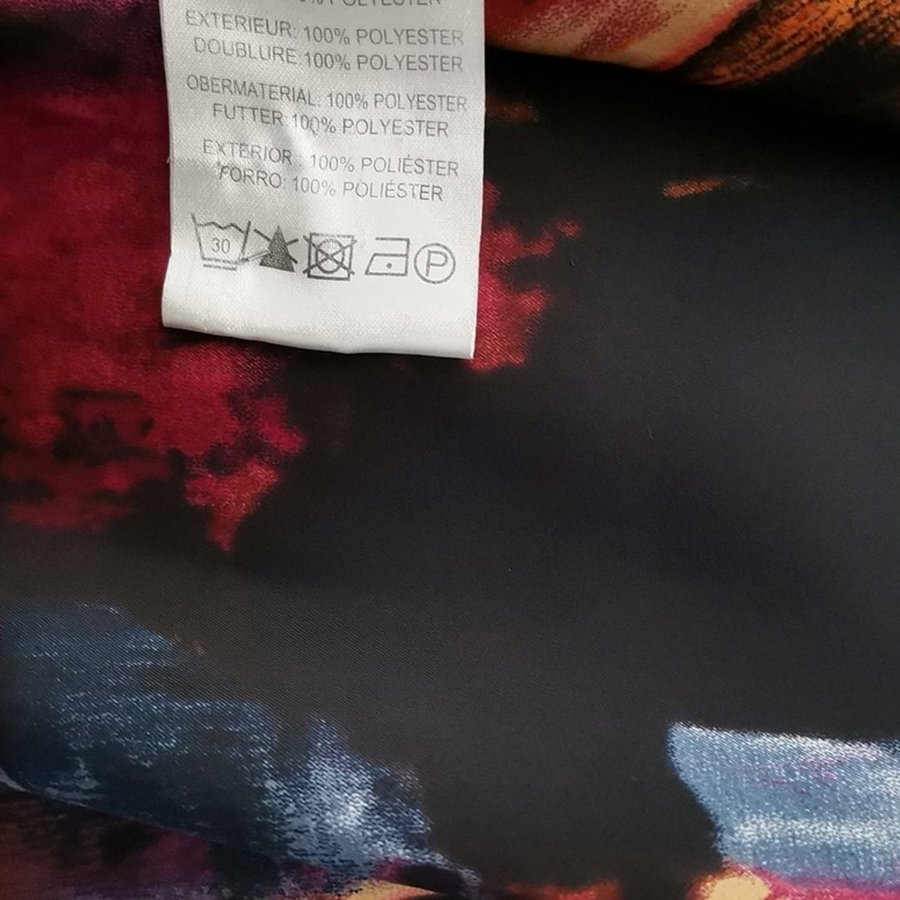 % POLYESTER
EXTERIEUR: 100% POLYESTER
DOUBLURE:100% POLYESTER
OBERMATERIAL: 100% POLYESTER
FUTTER:100% POLYESTER
EXTERIOR : 100% POLIÉSTER
FORRO: 100% POLIÉSTER
30
P